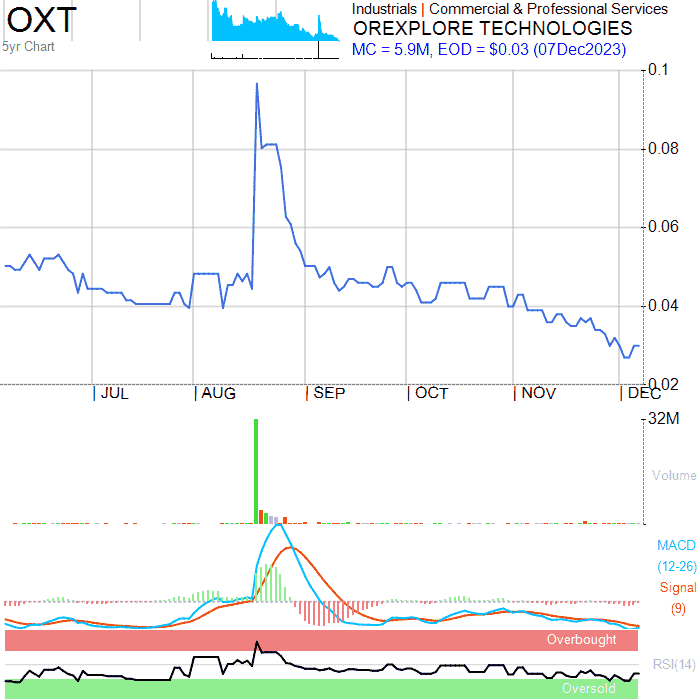 OXT
5yr Chart
Industrials | Commercial & Professional Services
OREXPLORE TECHNOLOGIES
MC = 5.9M, EOD = $0.03 (07Dec2023)
0.1
0.08
0.06
0.04
0.02
| JUL | AUG | SEP | OCT | NOV | DEC
32M
Volume
MACD
(12-26)
Signal
(9)
Overbought
RSI(14)
Oversold